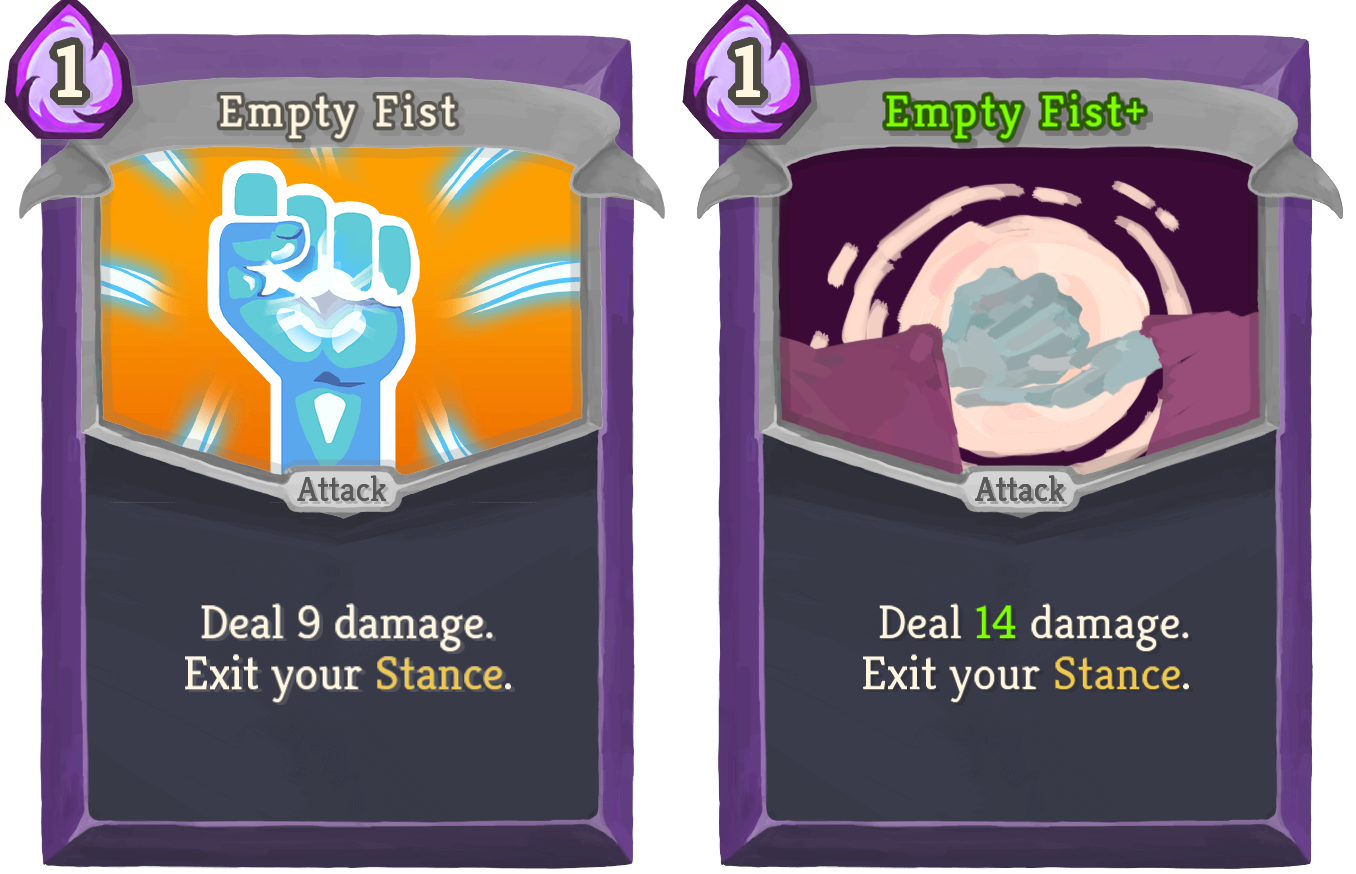 1
Empty Fist
Attack
Deal 9 damage.
Exit your Stance.
1
Empty Fist+
Attack
Deal 14 damage.
Exit your Stance.